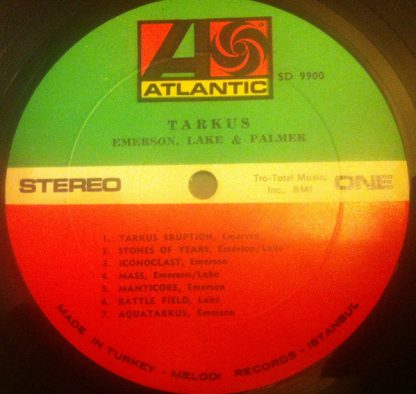 ATLANTIC
SD 9900
TARKUS
EMERSON, LAKE & PALMER
STEREO
Tro-Total Music,
Inc., BMI
ONE
1. TARKUS ERUPTION, Emerson
2. STONES OF YEARS, Emerson/Lake
3. ICONOCLAST, Emerson
4. MASS, Emerson/Lake
5. MANTICORE, Emerson
6. BATTLE FIELD, Lake
7. AQUATARKUS, Emerson
MADE IN TURKEY - MELODI RECORDS - ISTANBUL